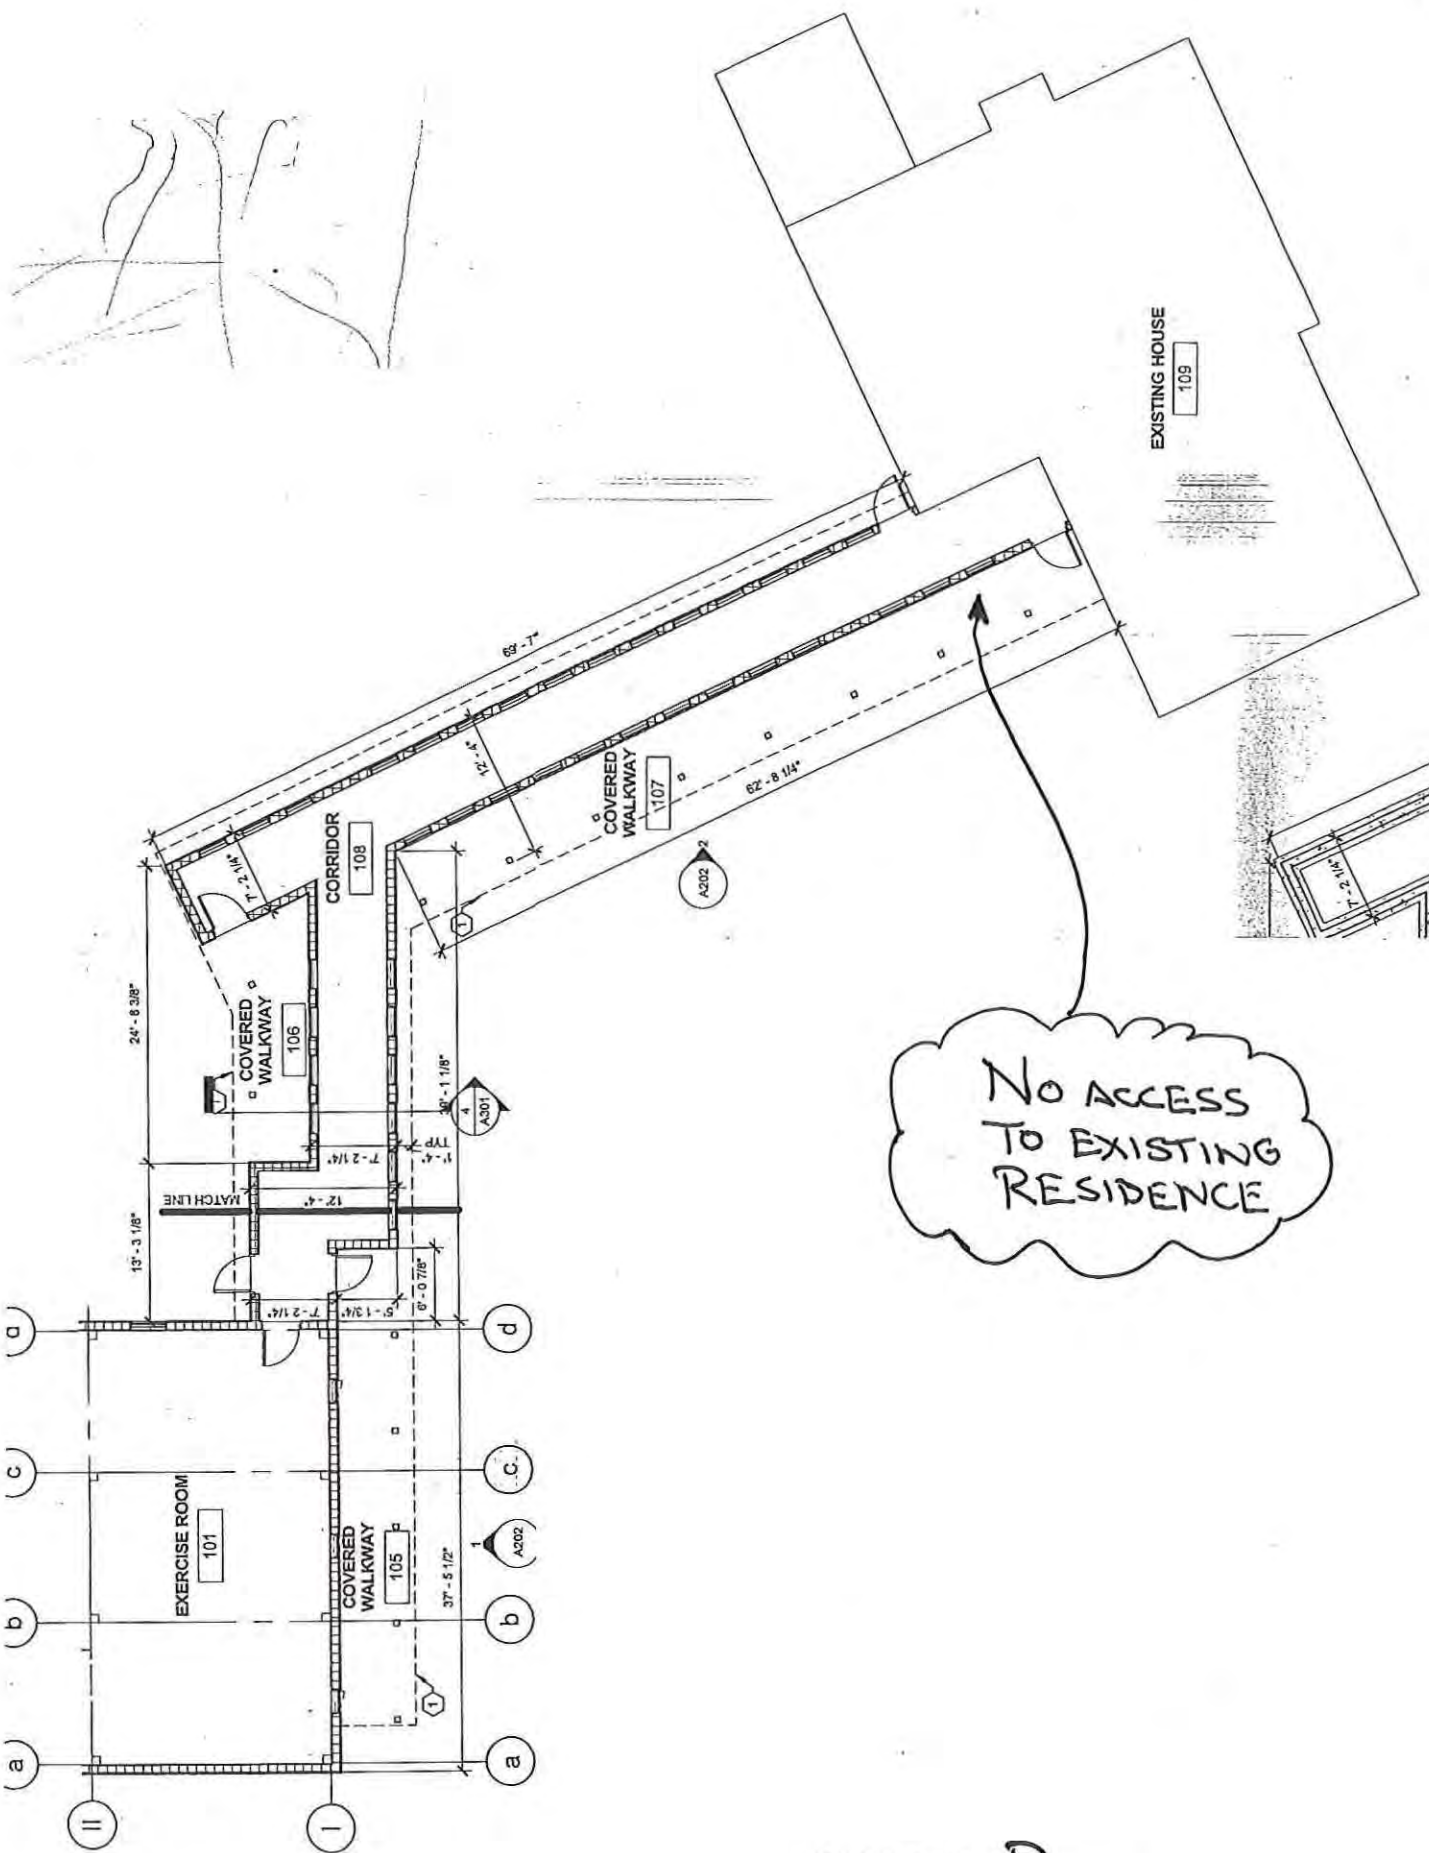 EXISTING HOUSE
109
69' - 7"
12' - 4"
COVERED
WALKWAY
107
62' - 8 1/4"
A202
2
CORRIDOR
108
7' - 2 1/4"
7' - 2 1/4"
1
24' - 6 3/8"
COVERED
WALKWAY
106
1
4
A301
TYP
1' - 4"
7' - 2 1/4"
12' - 4"
MATCH LINE
13' - 3 1/8"
7' - 2 1/4"
5' - 1 3/4"
6' - 0 7/8"
No ACCESS
TO EXISTING
RESIDENCE
d
d
c
c
EXERCISE ROOM
101
COVERED
WALKWAY
105
1
A202
37' - 5 1/2"
b
b
1
a
a
II
I